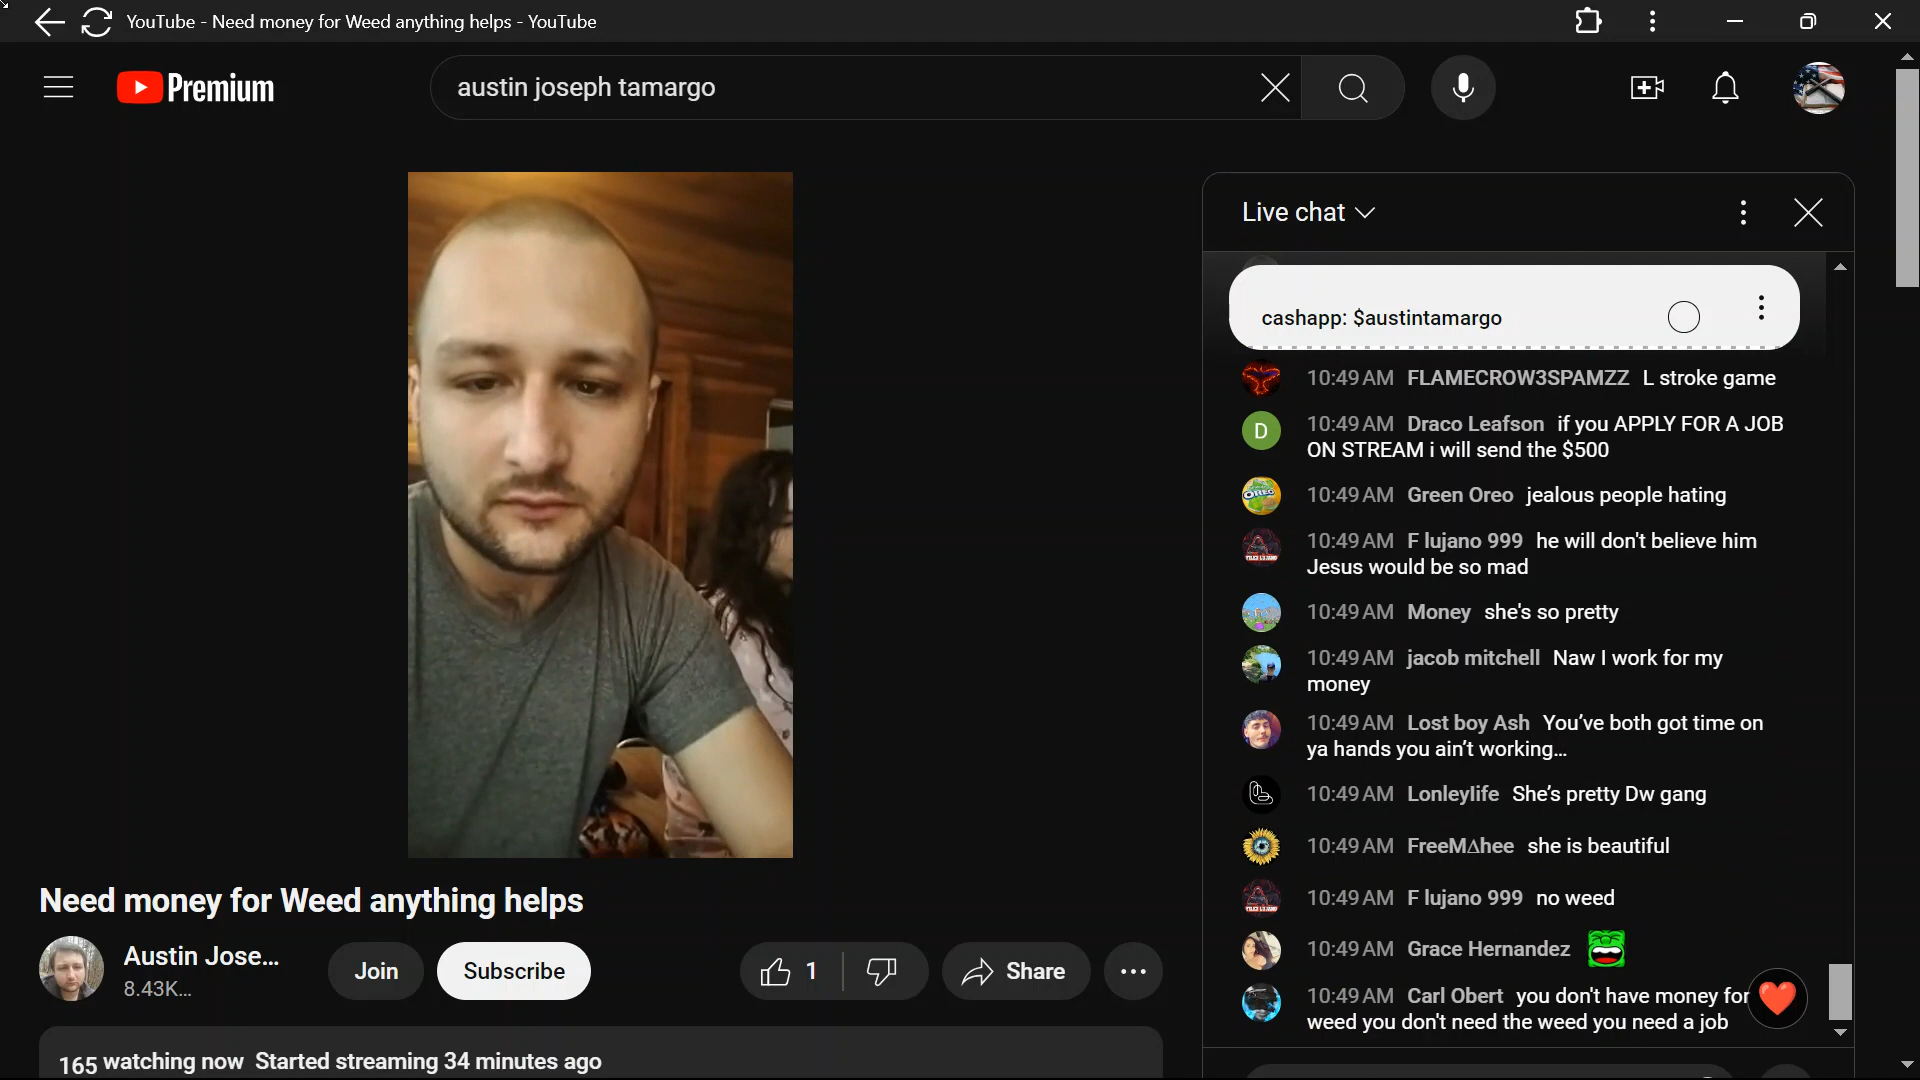 YouTube - Need money for Weed anything helps - YouTube
Premium
austin joseph tamargo
Live chat
cashapp: $austintamargo
10:49 AM FLAMECROW3SPAMZZ L stroke game
D
10:49 AM Draco Leafson if you APPLY FOR A JOB
ON STREAM i will send the $500
OREO
10:49 AM Green Oreo jealous people hating
10:49 AM F lujano 999 he will don't believe him
Jesus would be so mad
10:49 AM Money she's so pretty
10:49 AM jacob mitchell Naw I work for my
money
10:49 AM Lost boy Ash You've both got time on
ya hands you ain't working...
10:49 AM Lonleylife She's pretty Dw gang
10:49 AM FreeM∆hee she is beautiful
10:49 AM F lujano 999 no weed
10:49 AM Grace Hernandez
10:49 AM Carl Obert you don't have money for
weed you don't need the weed you need a job
Need money for Weed anything helps
Austin Jose...
8.43K...
Join
Subscribe
1
Share
165 watching now Started streaming 34 minutes ago